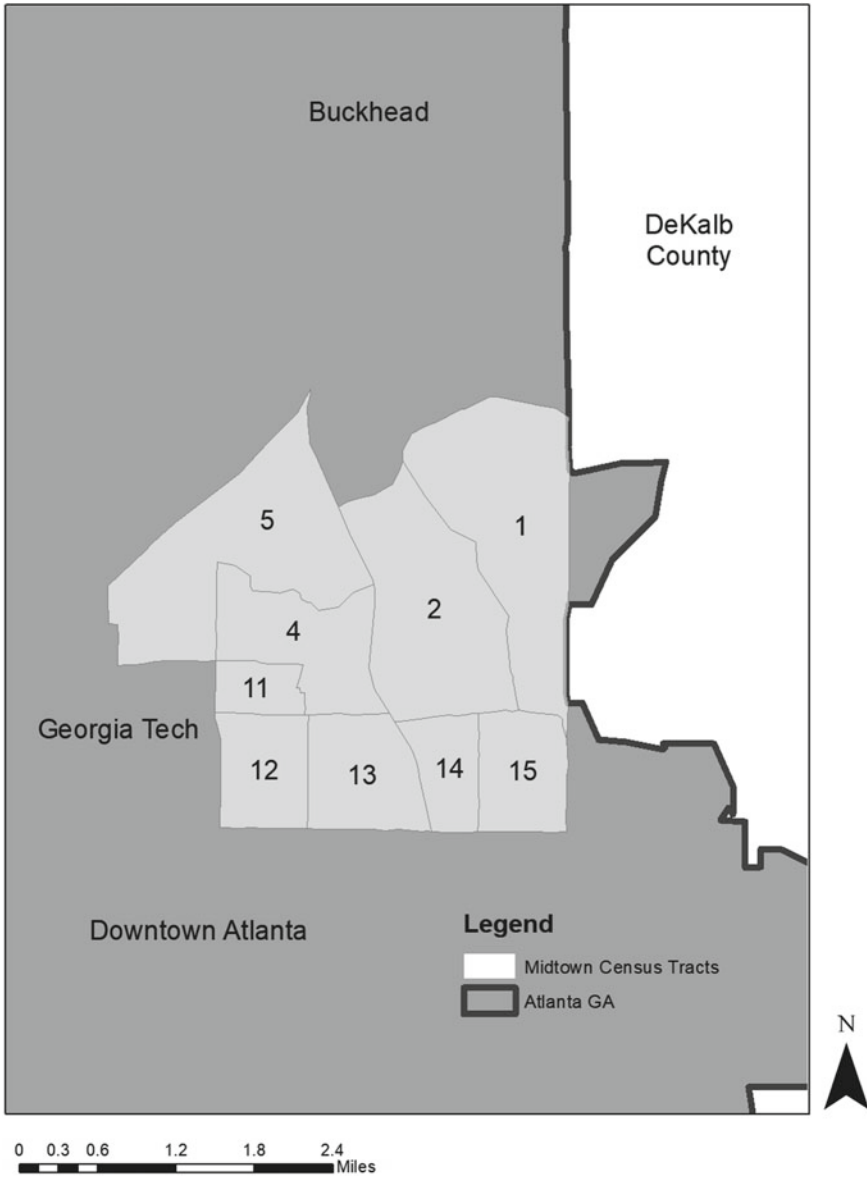 Buckhead
DeKalb
County
5
1
2
4
11
Georgia Tech
12
13
14
15
Downtown Atlanta
Legend
Midtown Census Tracts
Atlanta GA
N
0 0.3 0.6 1.2 1.8 2.4
Miles